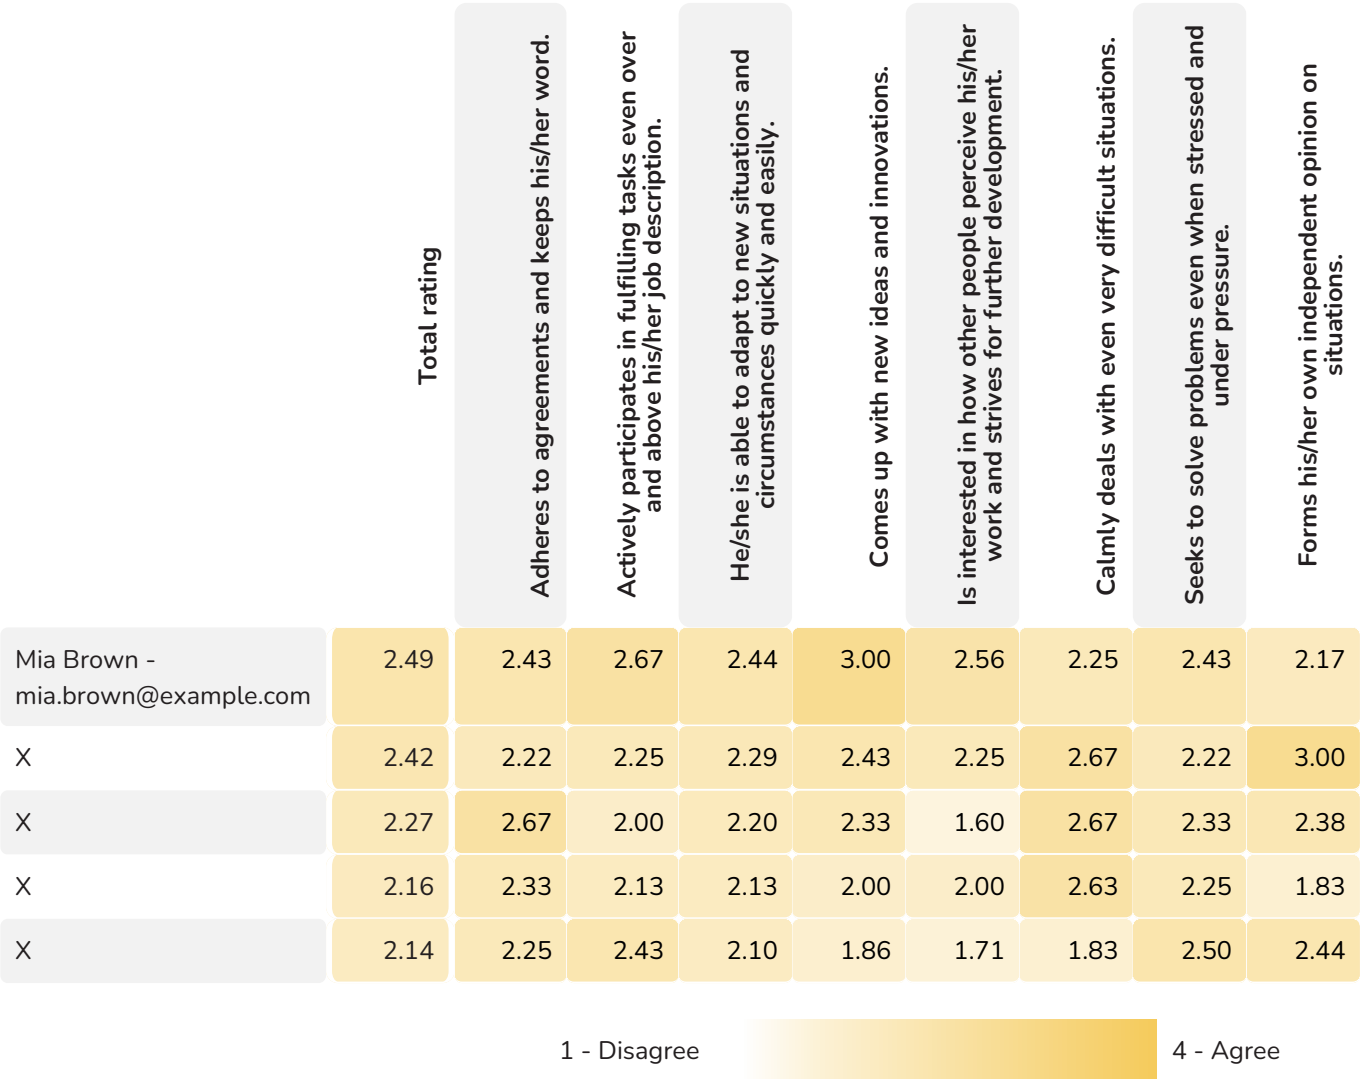 Total rating
Adheres to agreements and keeps his/her word.
Actively participates in fulfilling tasks even over
and above his/her job description.
He/she is able to adapt to new situations and
circumstances quickly and easily.
Comes up with new ideas and innovations.
Is interested in how other people perceive his/her
work and strives for further development.
Calmly deals with even very difficult situations.
Seeks to solve problems even when stressed and
under pressure.
Forms his/her own independent opinion on
situations.
Mia Brown - 2.49 2.43 2.67 2.44 3.00 2.56 2.25 2.43 2.17
mia.brown@example.com
X 2.42 2.22 2.25 2.29 2.43 2.25 2.67 2.22 3.00
X 2.27 2.67 2.00 2.20 2.33 1.60 2.67 2.33 2.38
X 2.16 2.33 2.13 2.13 2.00 2.00 2.63 2.25 1.83
X 2.14 2.25 2.43 2.10 1.86 1.71 1.83 2.50 2.44
1 - Disagree 4 - Agree